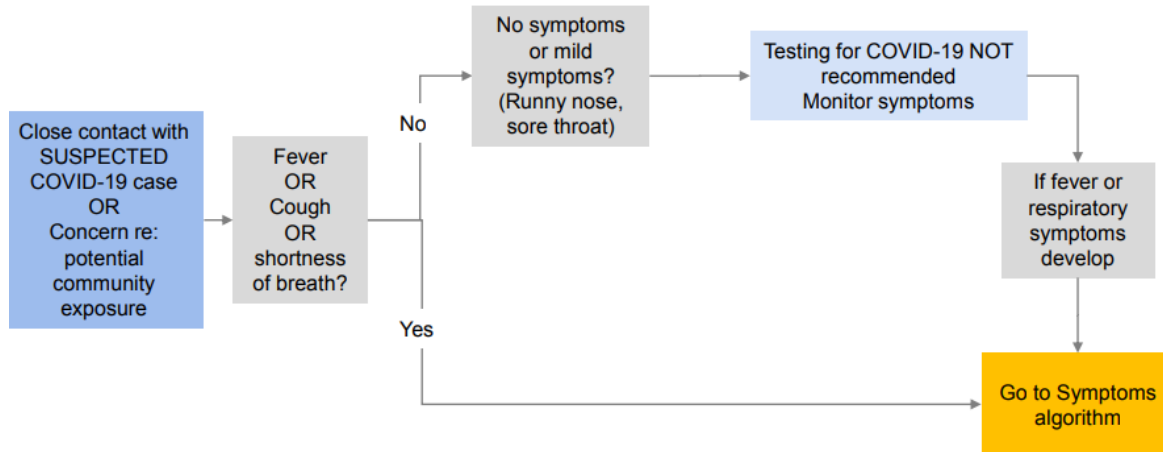 Close contact with
SUSPECTED
COVID-19 case
OR
Concern re:
potential
community
exposure
Fever
OR
Cough
OR
shortness
of breath?
No
No symptoms
or mild
symptoms?
(Runny nose,
sore throat)
Testing for COVID-19 NOT
recommended
Monitor symptoms
If fever or
respiratory
symptoms
develop
Yes
Go to Symptoms
algorithm